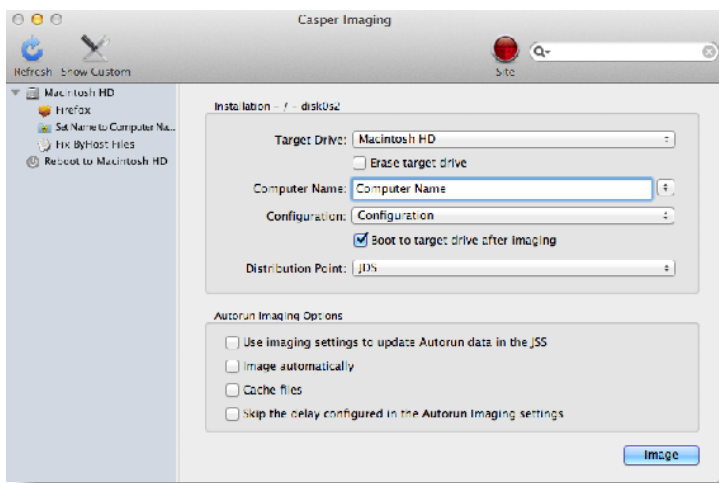 Casper Imaging
Refresh
Show Custom
Site
Macintosh HD
Firefox
Set Name to Computer Na...
Fix ByHost Files
Reboot to Macintosh HD
Installation - / - disk0s2
Target Drive: Macintosh HD
Erase target drive
Computer Name: Computer Name
Configuration: Configuration
Boot to target drive after imaging
Distribution Point: JDS
Autorun Imaging Options
Use imaging settings to update Autorun data in the JSS
Image automatically
Cache files
Skip the delay configured in the Autorun Imaging settings
Image